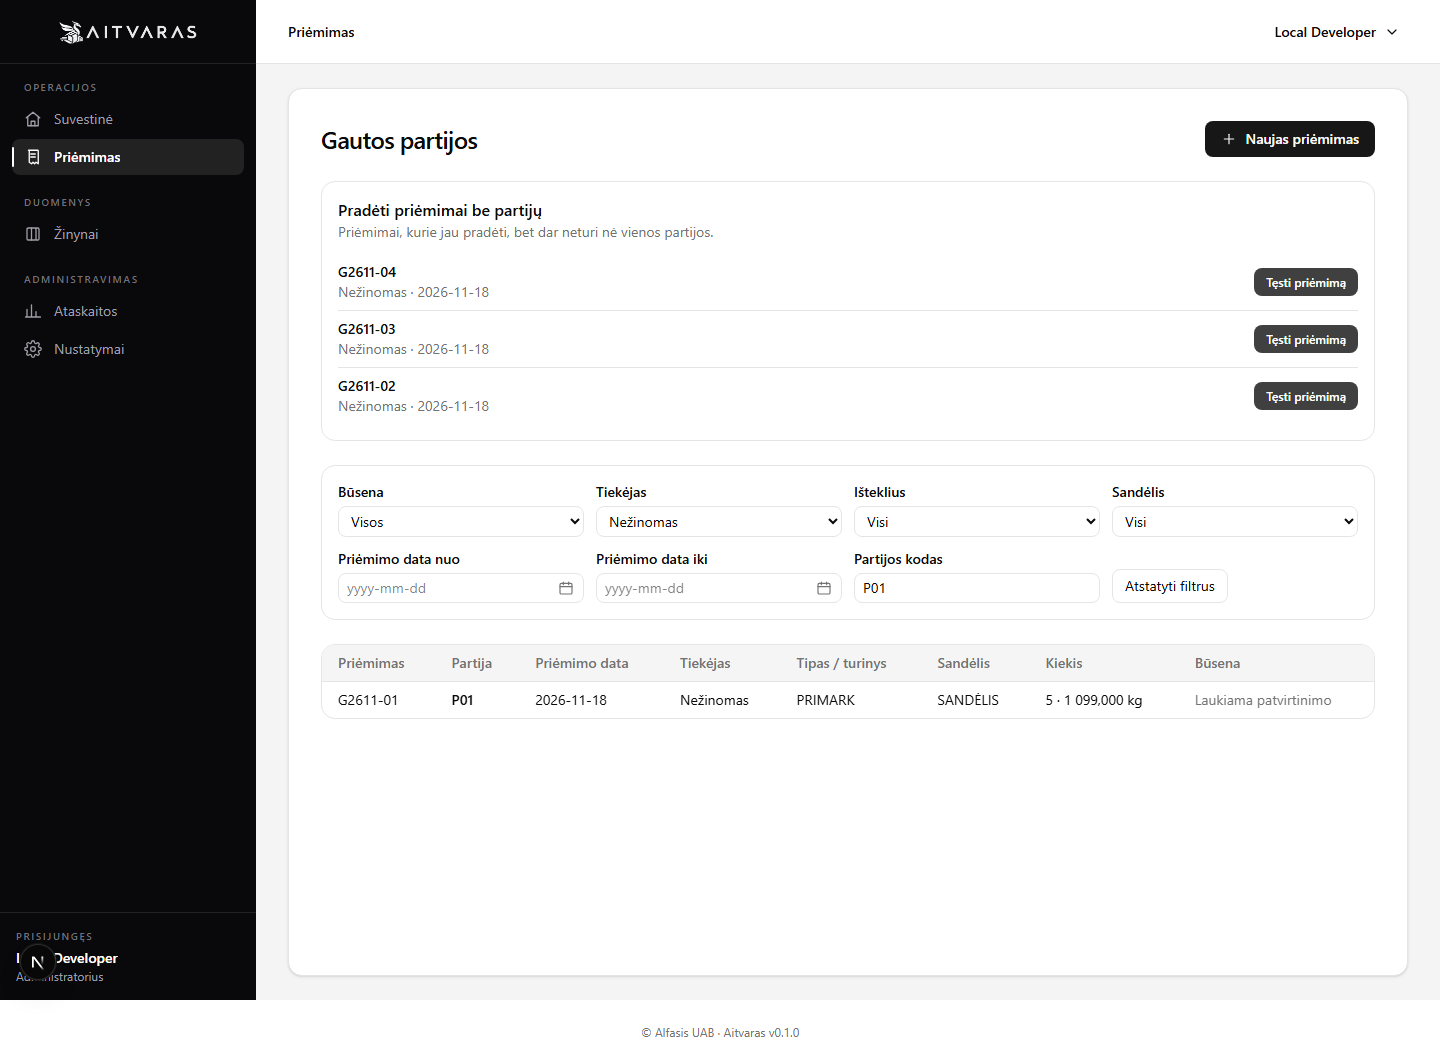 AITVARAS
OPERACIJOS
Suvestinė
Priėmimas
DUOMENYS
Žinynai
ADMINISTRAVIMAS
Ataskaitos
Nustatymai
PRISIJUNGĘS
Developer
N
Priėmimas
Local Developer
Gautos partijos
Naujas priėmimas
Pradėti priėmimai be partijų
Priėmimai, kurie jau pradėti, bet dar neturi nė vienos partijos.
G2611-04
Nežinomas · 2026-11-18
Tęsti priėmimą
G2611-03
Nežinomas · 2026-11-18
Tęsti priėmimą
G2611-02
Nežinomas · 2026-11-18
Tęsti priėmimą
Būsena Tiekėjas Išteklius Sandėlis
Visos Nežinomas Visi Visi
Priėmimo data nuo Priėmimo data iki Partijos kodas
yyyy-mm-dd yyyy-mm-dd P01 Atstatyti filtrus
Priėmimas Partija Priėmimo data Tiekėjas Tipas / turinys Sandėlis Kiekis Būsena
G2611-01 P01 2026-11-18 Nežinomas PRIMARK SANDĖLIS 5 · 1 099,000 kg Laukiama patvirtinimo
© Alfasis UAB · Aitvaras v0.1.0